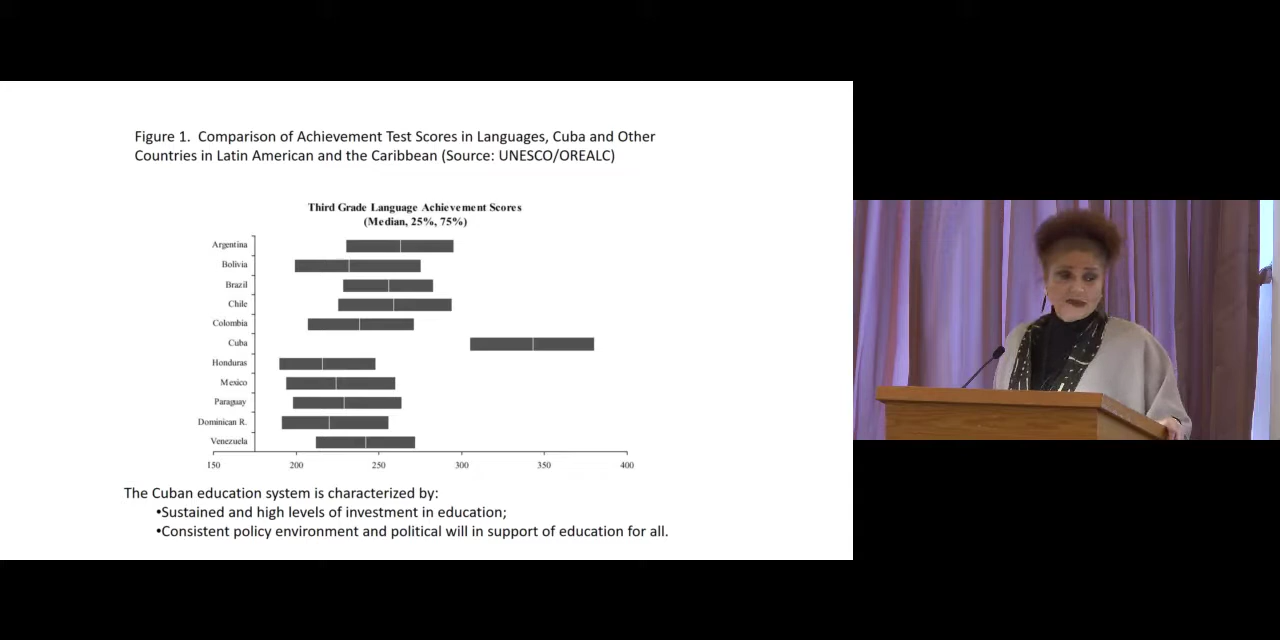 Figure 1. Comparison of Achievement Test Scores in Languages, Cuba and Other
Countries in Latin American and the Caribbean (Source: UNESCO/OREALC)
Third Grade Language Achievement Scores
(Median, 25%, 75%)
Argentina
Bolivia
Brazil
Chile
Colombia
Cuba
Honduras
Mexico
Paraguay
Dominican R.
Venezuela
150 200 250 300 350 400
The Cuban education system is characterized by:
•Sustained and high levels of investment in education;
•Consistent policy environment and political will in support of education for all.